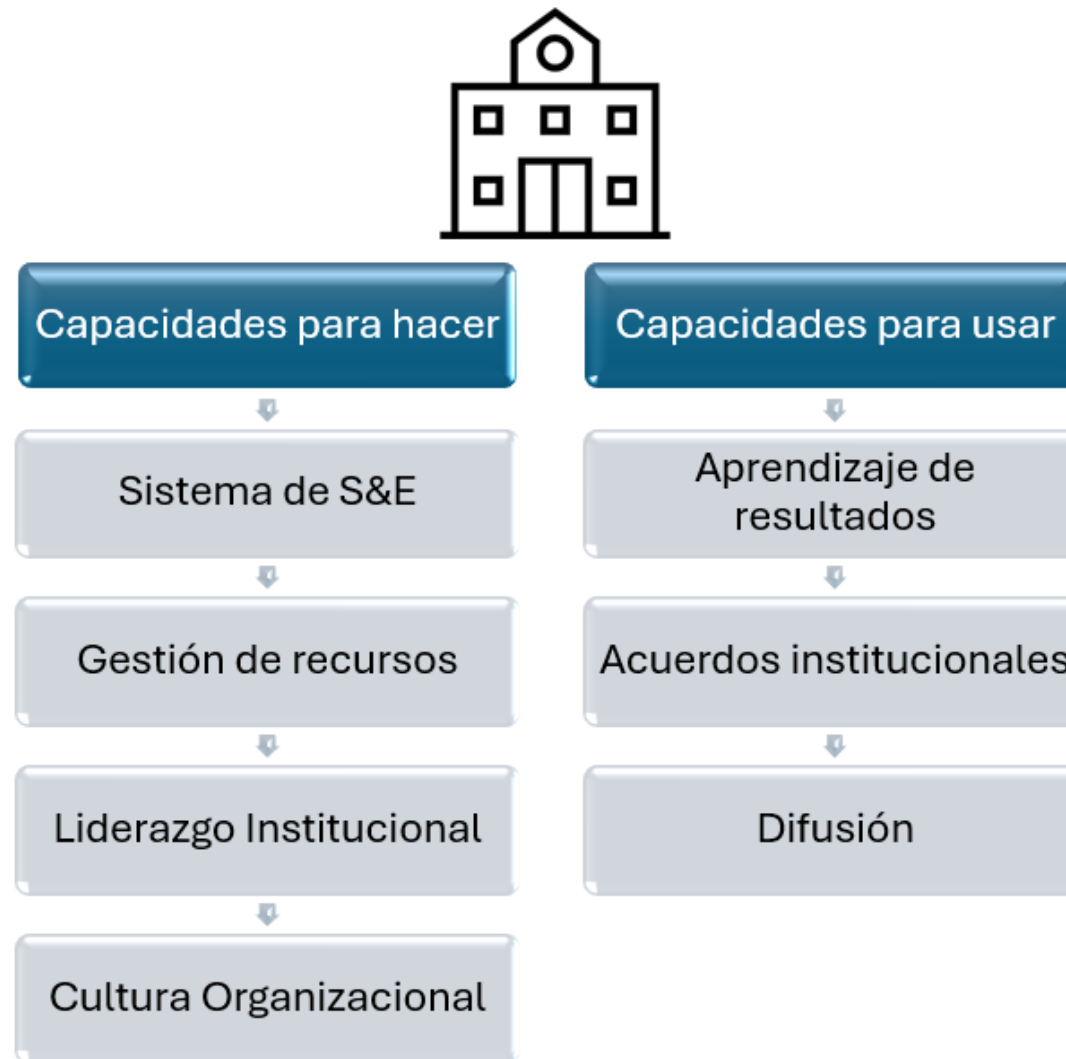 Capacidades para hacer
Sistema de S&E
Gestión de recursos
Liderazgo Institucional
Cultura Organizacional
Capacidades para usar
Aprendizaje de
resultados
Acuerdos institucionales
Difusión